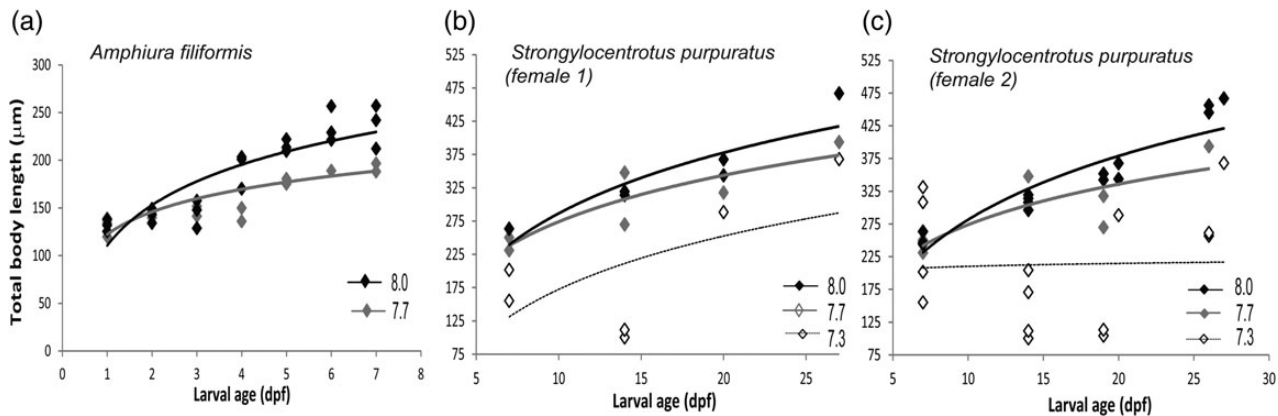 (a)
Amphiura filiformis
Total body length (μm)
300
250
200
150
100
50
0
0 1 2 3 4 5 6 7 8
Larval age (dpf)
8.0
7.7
(b)
Strongylocentrotus purpuratus
(female 1)
525
475
425
375
325
275
225
175
125
75
5 10 15 20 25
Larval age (dpf)
8.0
7.7
7.3
(c)
Strongylocentrotus purpuratus
(female 2)
525
475
425
375
325
275
225
175
125
75
5 10 15 20 25 30
Larval age (dpf)
8.0
7.7
7.3